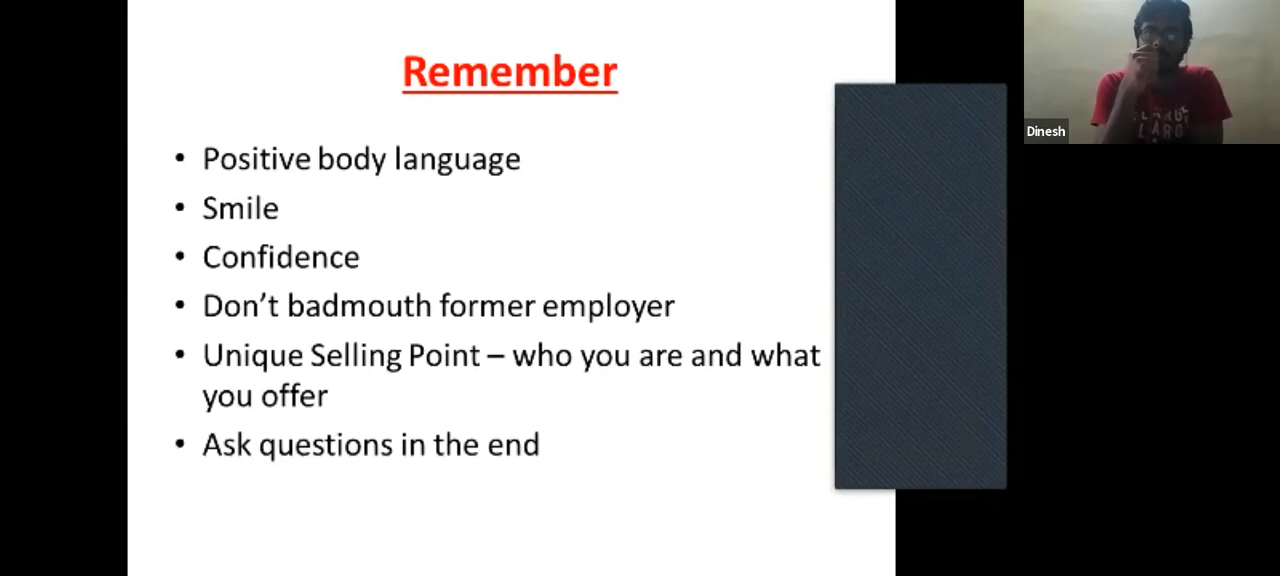 Remember
• Positive body language
• Smile
• Confidence
• Don’t badmouth former employer
• Unique Selling Point – who you are and what
you offer
• Ask questions in the end
Dinesh